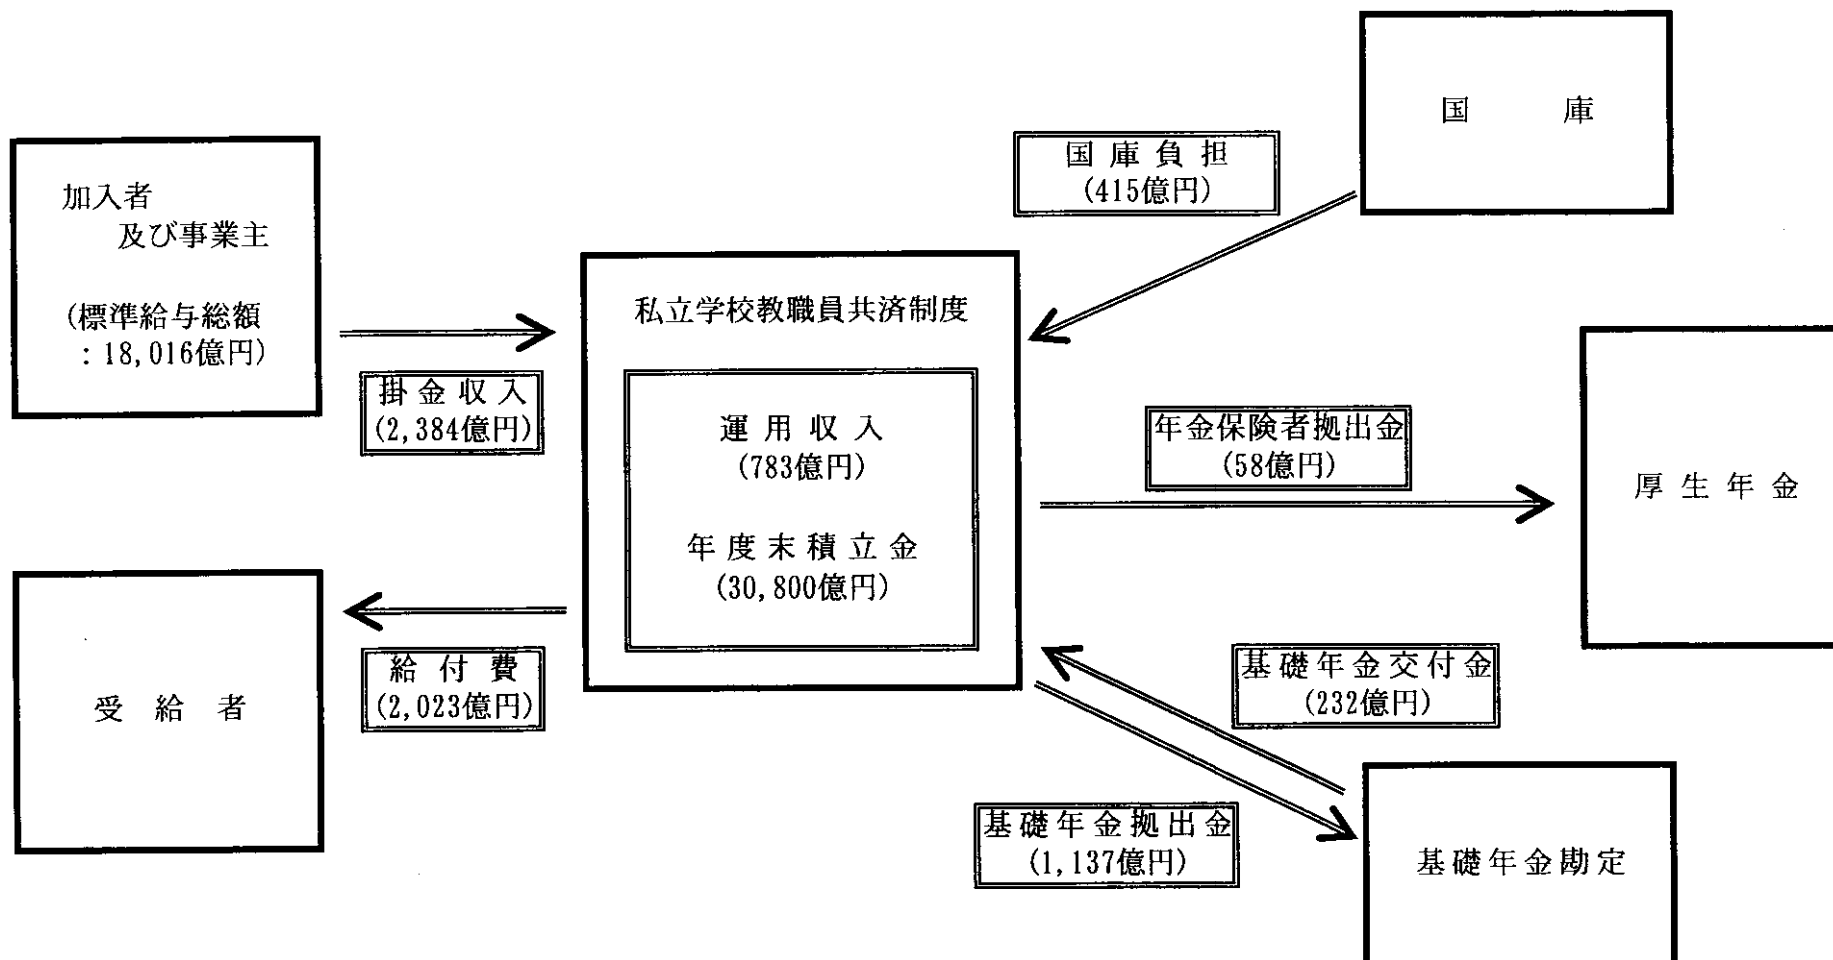 国庫
国庫負担
(415億円)
加入者
及び事業主
(標準給与総額
:18,016億円)
私立学校教職員共済制度
掛金収入
(2,384億円)
運用収入
(783億円)
年度末積立金
(30,800億円)
年金保険者拠出金
(58億円)
厚生年金
受給者
給付費
(2,023億円)
基礎年金交付金
(232億円)
基礎年金拠出金
(1,137億円)
基礎年金勘定